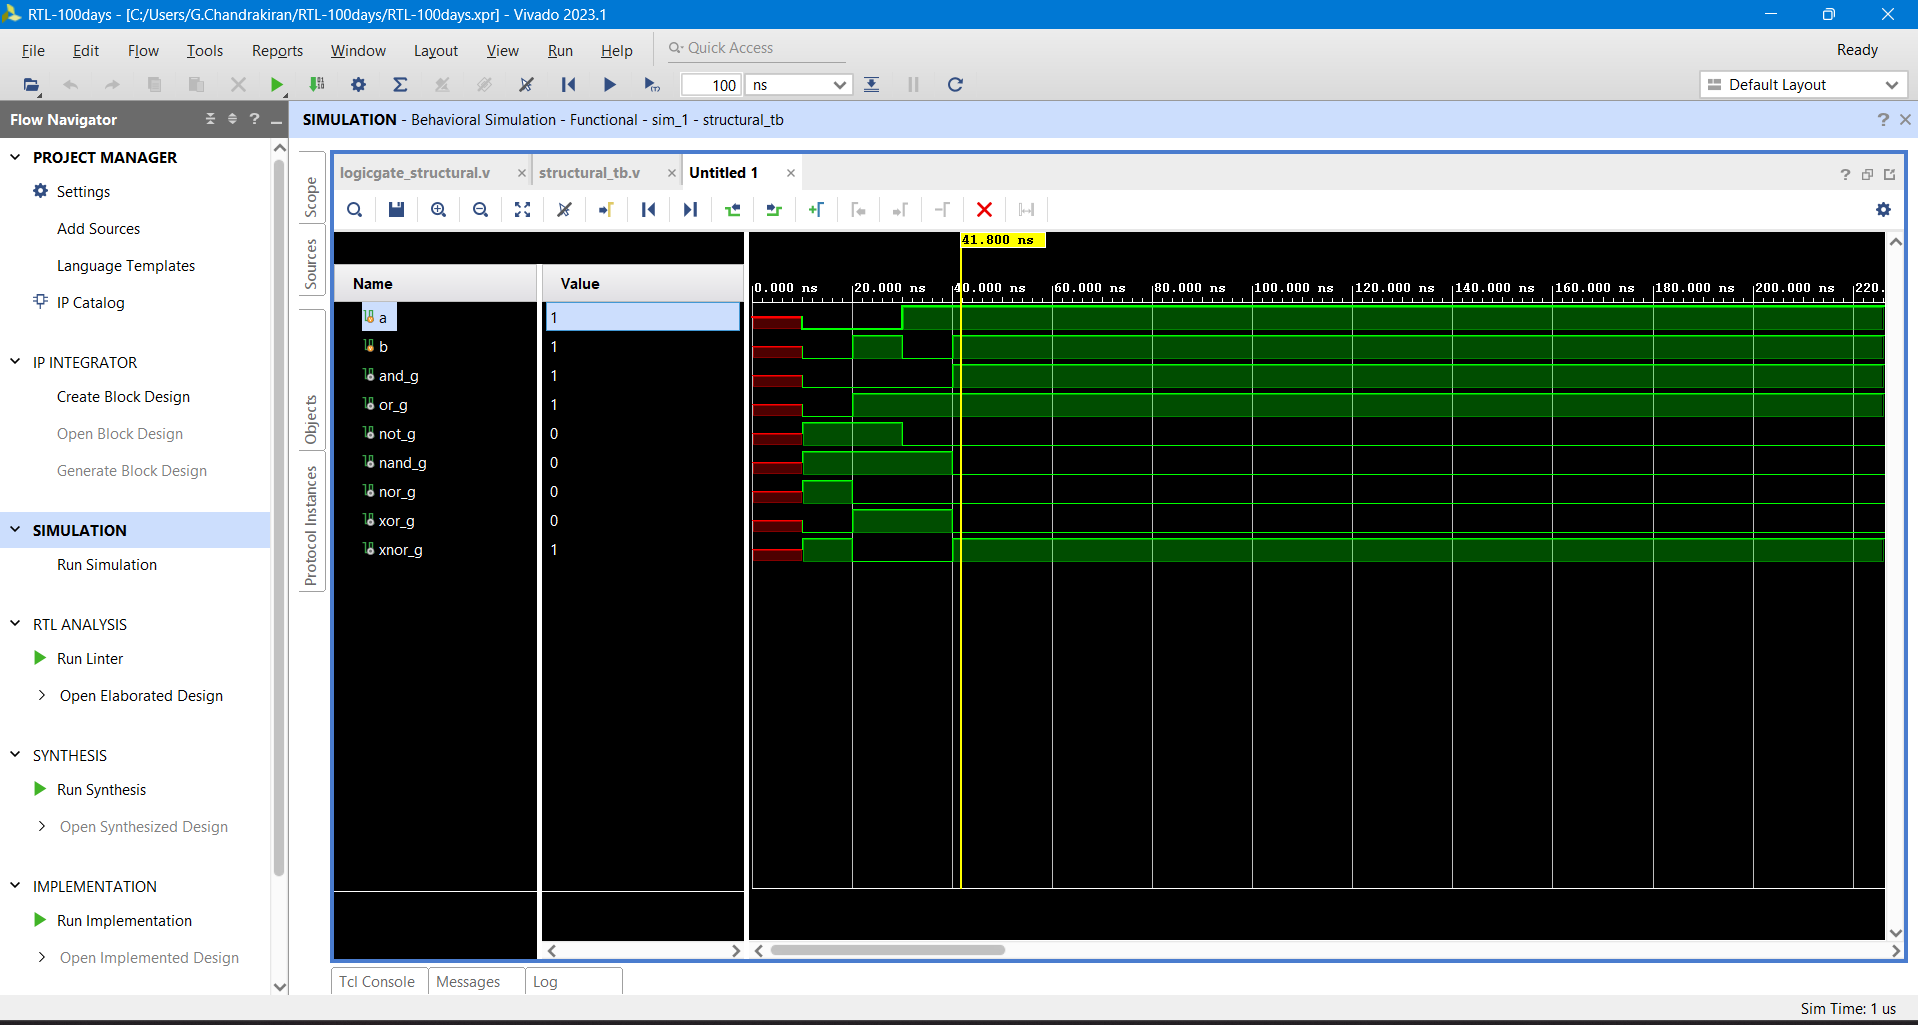 RTL-100days - [C:/Users/G.Chandrakiran/RTL-100days/RTL-100days.xpr] - Vivado 2023.1
File Edit Flow Tools Reports Window Layout View Run Help Quick Access
Ready
100 ns
Default Layout
Flow Navigator
SIMULATION - Behavioral Simulation - Functional - sim_1 - structural_tb
PROJECT MANAGER
Settings
Add Sources
Language Templates
IP Catalog
IP INTEGRATOR
Create Block Design
Open Block Design
Generate Block Design
SIMULATION
Run Simulation
RTL ANALYSIS
Run Linter
Open Elaborated Design
SYNTHESIS
Run Synthesis
Open Synthesized Design
IMPLEMENTATION
Run Implementation
Open Implemented Design
Scope
Sources
Objects
Protocol Instances
logicgate_structural.v structural_tb.v Untitled 1
41.800 ns
Name Value
0.000 ns 20.000 ns 40.000 ns 60.000 ns 80.000 ns 100.000 ns 120.000 ns 140.000 ns 160.000 ns 180.000 ns 200.000 ns 220.
a 1
b 1
and_g 1
or_g 1
not_g 0
nand_g 0
nor_g 0
xor_g 0
xnor_g 1
Tcl Console Messages Log
Sim Time: 1 us